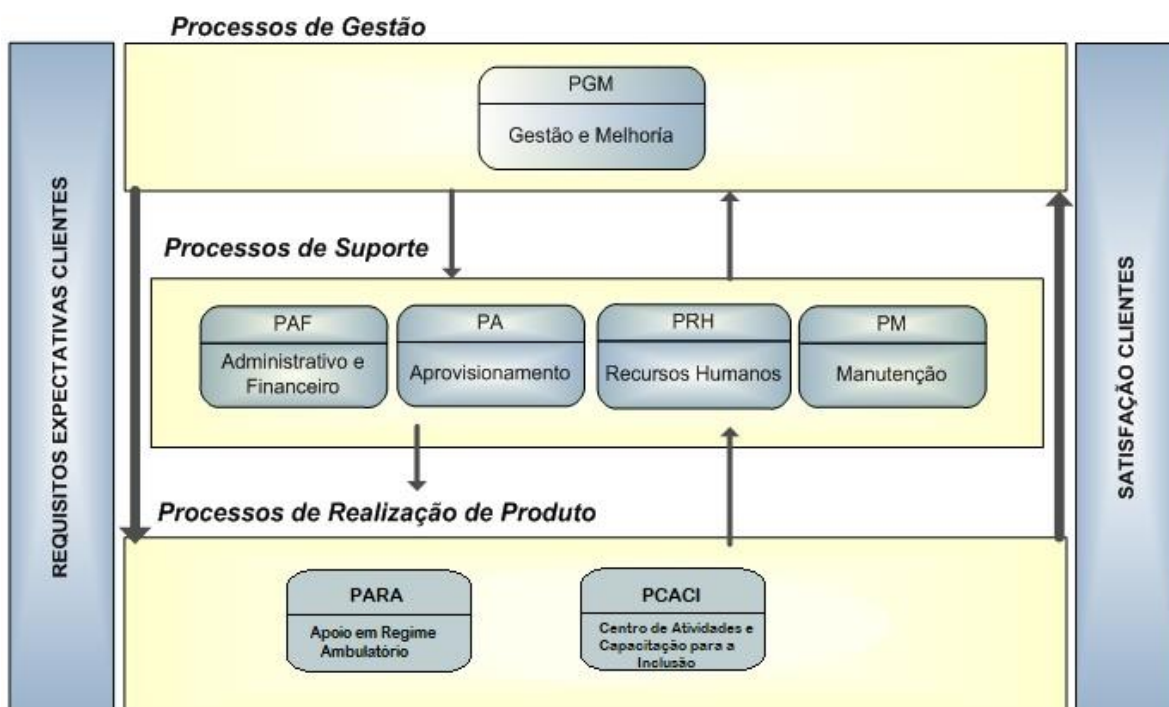 Processos de Gestão
PGM
Gestão e Melhoria
REQUISITOS EXPECTATIVAS CLIENTES
SATISFAÇÃO CLIENTES
Processos de Suporte
PAF
Administrativo e
Financeiro
PA
Aprovisionamento
PRH
Recursos Humanos
PM
Manutenção
Processos de Realização de Produto
PARA
Apoio em Regime
Ambulatório
PCACI
Centro de Atividades e
Capacitação para a
Inclusão